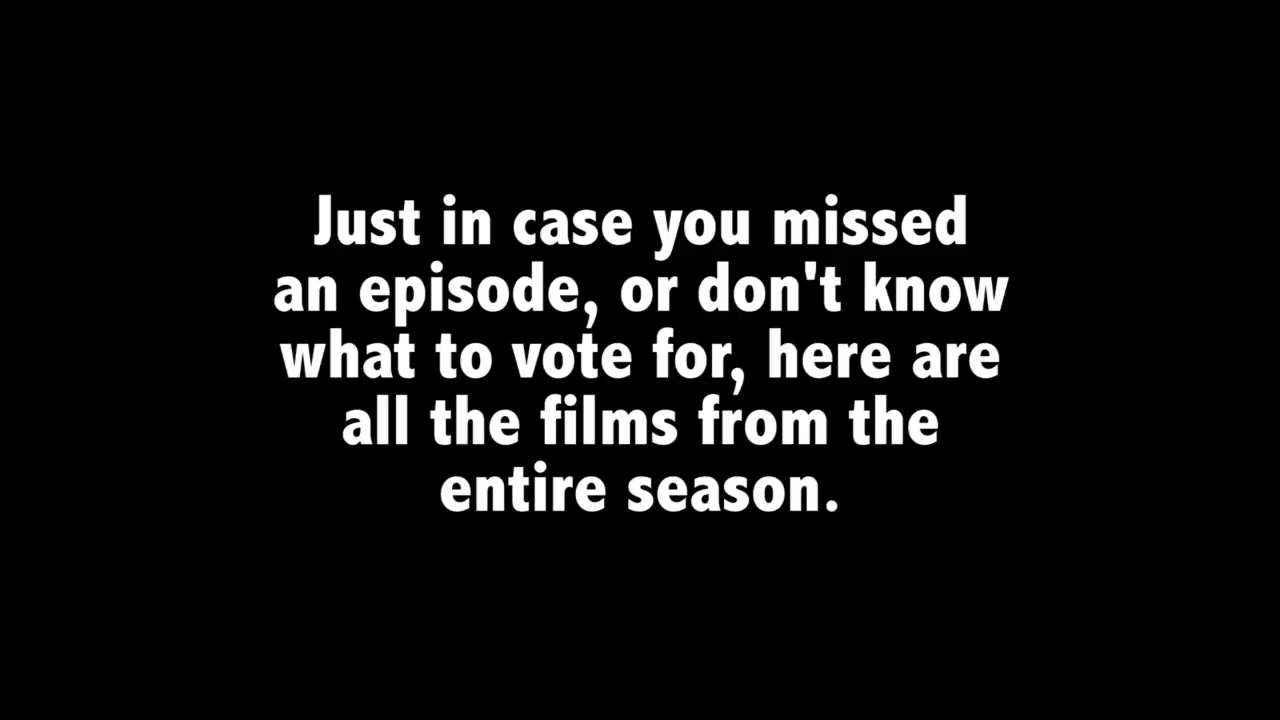 Just in case you missed
an episode, or don't know
what to vote for, here are
all the films from the
entire season.